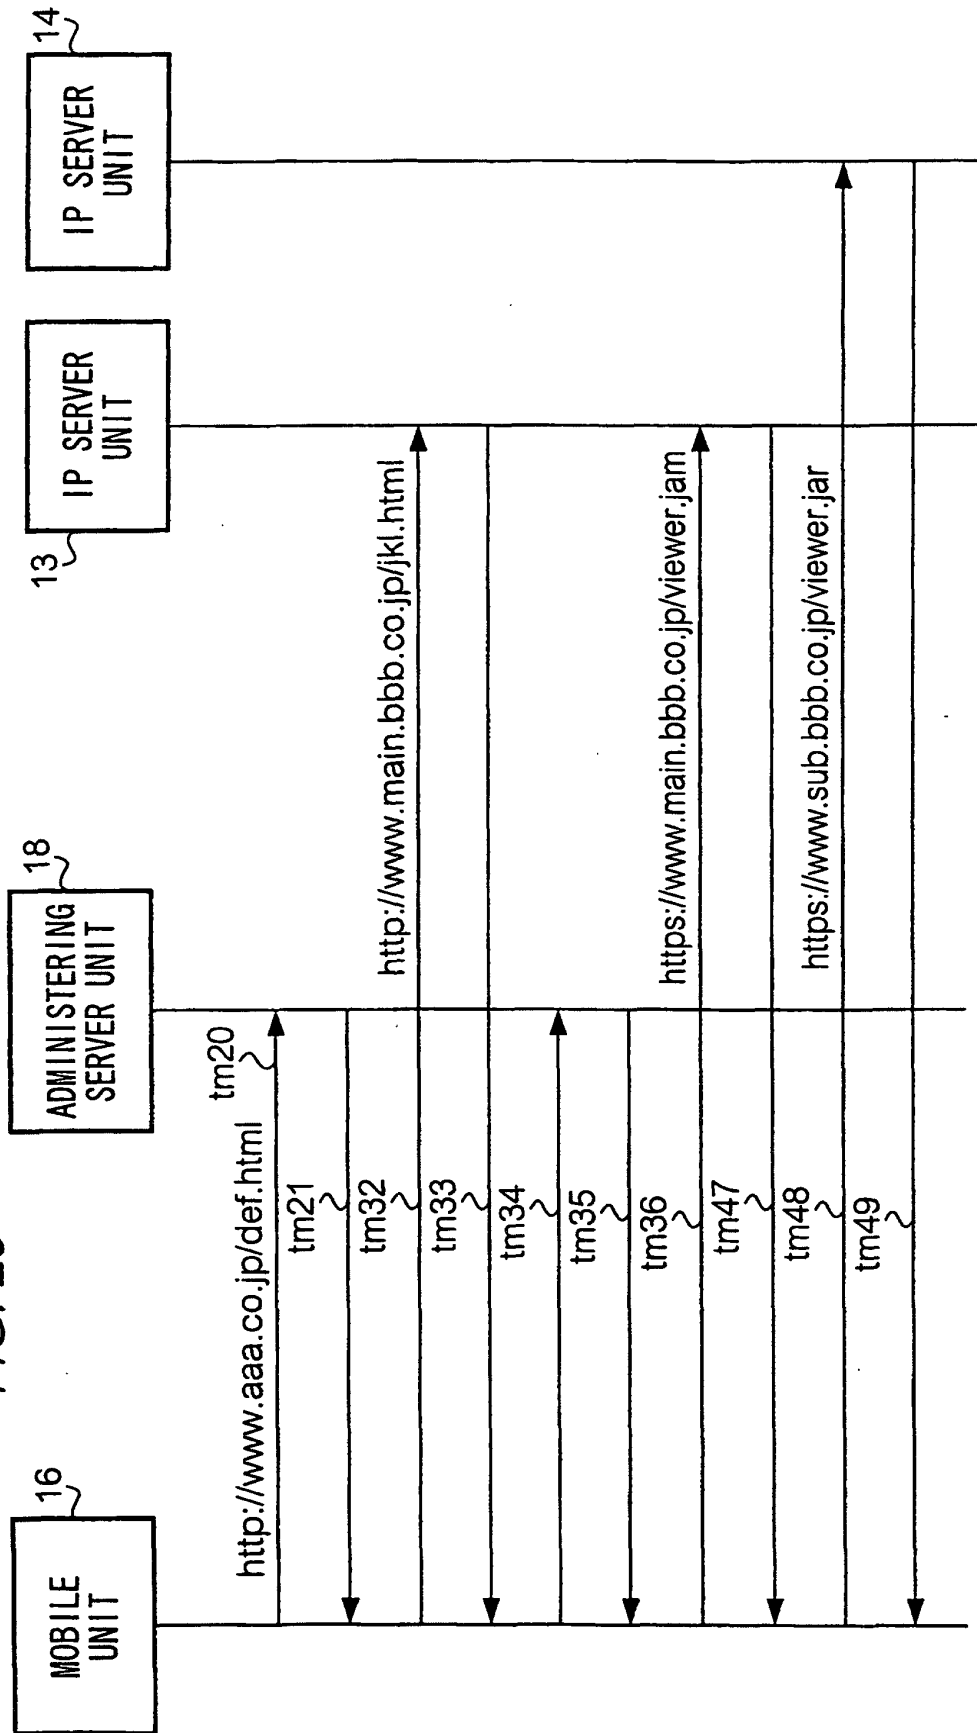 16
MOBILE
UNIT
18
ADMINISTERING
SERVER UNIT
13
IP SERVER
UNIT
14
IP SERVER
UNIT
http://www.aaa.co.jp/def.html
tm20
tm21
tm32
http://www.main.bbb.co.jp/jkl.html
tm33
tm34
tm35
tm36
https://www.main.bbb.co.jp/viewer.jam
tm47
tm48
https://www.sub.bbb.co.jp/viewer.jar
tm49